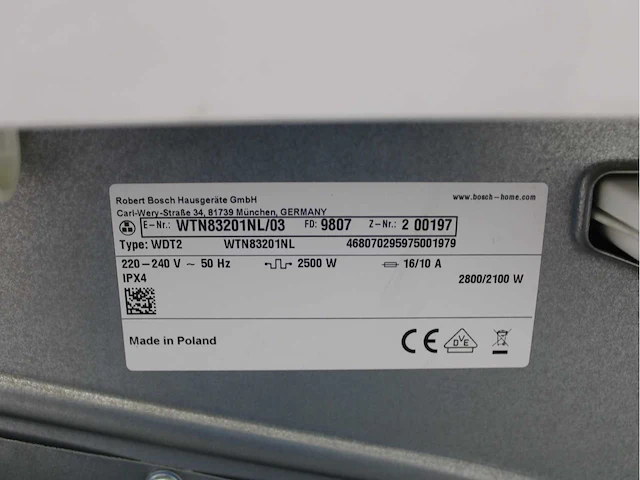 Robert Bosch Hausgeräte GmbH www.bosch-home.com
Carl-Wery-Straße 34, 81739 München, GERMANY
E-Nr.: WTN83201NL/03 FD: 9807 Z-Nr.: 2 00197
Type: WDT2 WTN83201NL 468070295975001979
220-240 V ~ 50 Hz 2500 W 16/10 A
IPX4 2800/2100 W
Made in Poland CE DVE